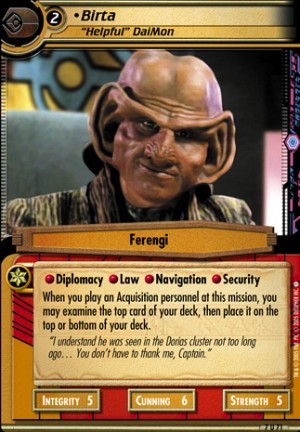 2
•Birta
"Helpful" DaiMon
Ferengi
Diplomacy Law Navigation Security
When you play an Acquisition personnel at this mission, you
may examine the top card of your deck, then place it on the
top or bottom of your deck.
"I understand he was seen in the Dorias cluster not too long
ago… You don't have to thank me, Captain."
Integrity 5 Cunning 6 Strength 5